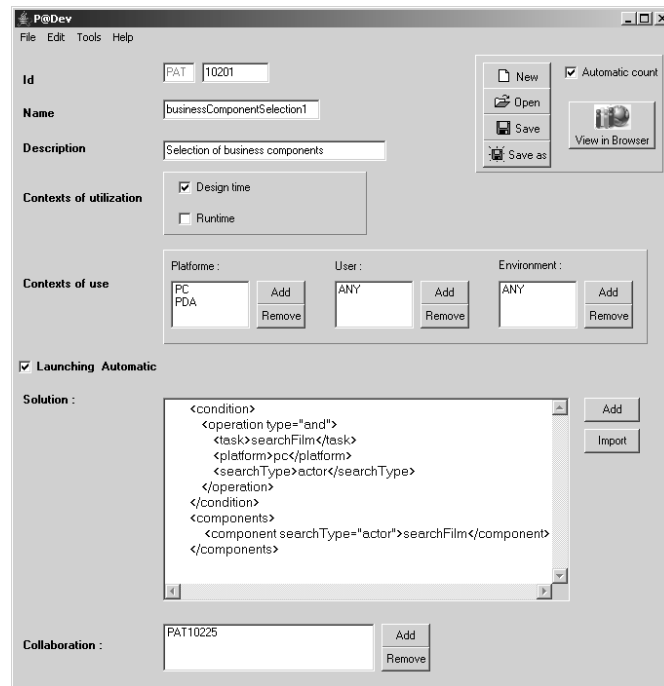 P@Dev
File Edit Tools Help
Id PAT 10201
New
Automatic count
Open
Name businessComponentSelection1
Save
View in Browser
Description Selection of business components
Save as
Contexts of utilization
Design time
Runtime
Contexts of use
Platforme : User : Environment :
PC
PDA
Add
Remove
ANY
Add
Remove
ANY
Add
Remove
Launching Automatic
Solution :
<condition>
<operation type="and">
<task>searchFilm</task>
<platform>pc</platform>
<searchType>actor</searchType>
</operation>
</condition>
<components>
<component searchType="actor">searchFilm</component>
</components>
Add
Import
Collaboration :
PAT10225
Add
Remove